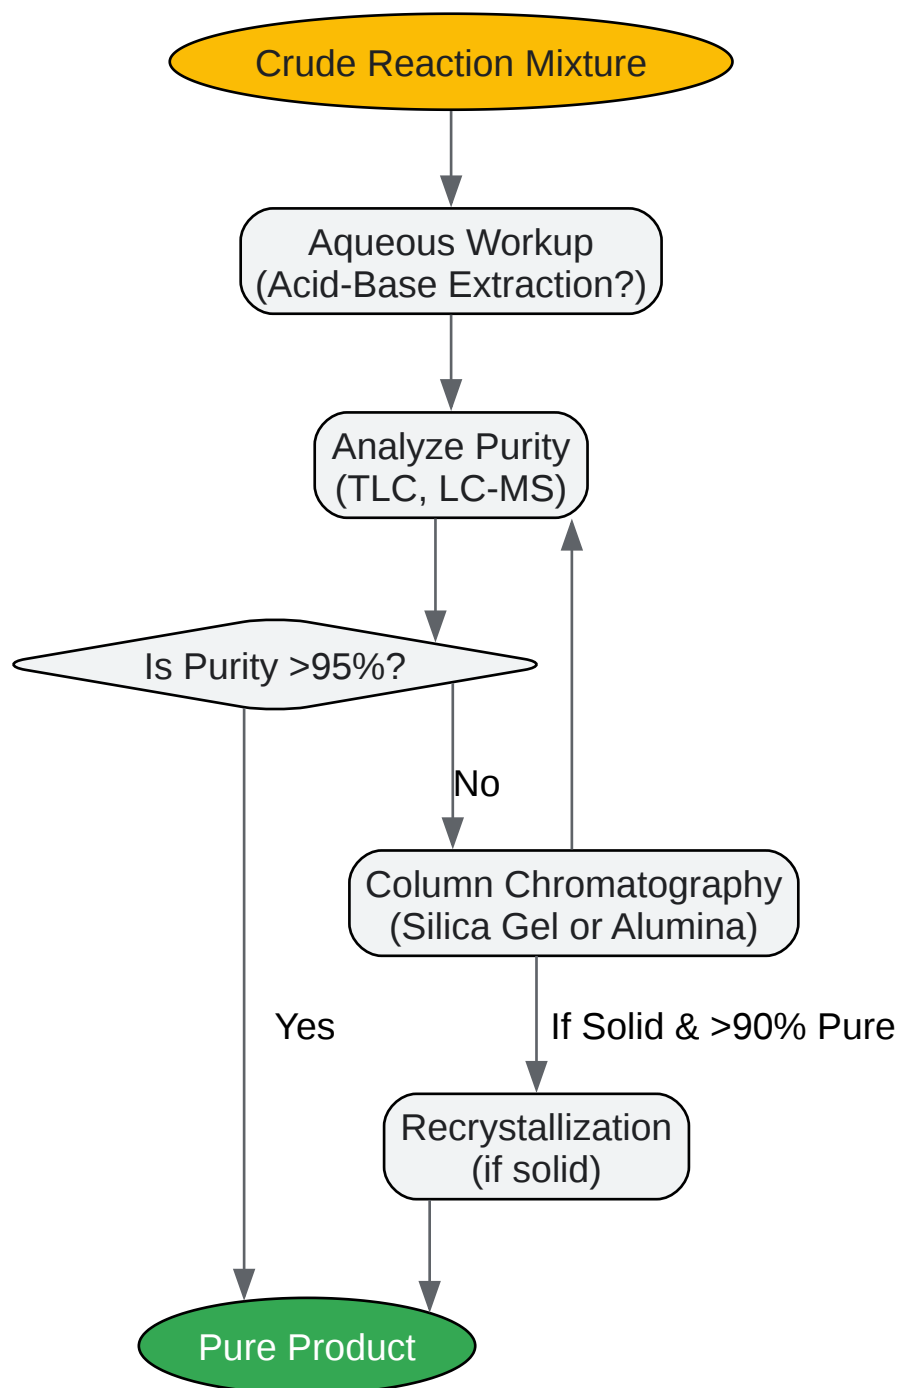 Crude Reaction Mixture
Aqueous Workup
(Acid-Base Extraction?)
Analyze Purity
(TLC, LC-MS)
Is Purity >95%?
No
Column Chromatography
(Silica Gel or Alumina)
Yes
If Solid & >90% Pure
Recrystallization
(if solid)
Pure Product